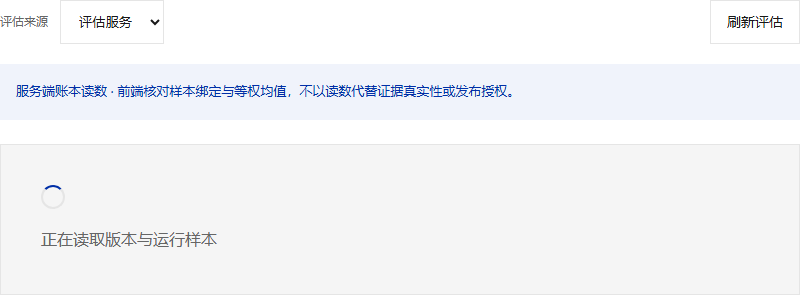 评估来源
评估服务
刷新评估
服务端账本读数 · 前端核对样本绑定与等权均值，不以读数代替证据真实性或发布授权。
正在读取版本与运行样本